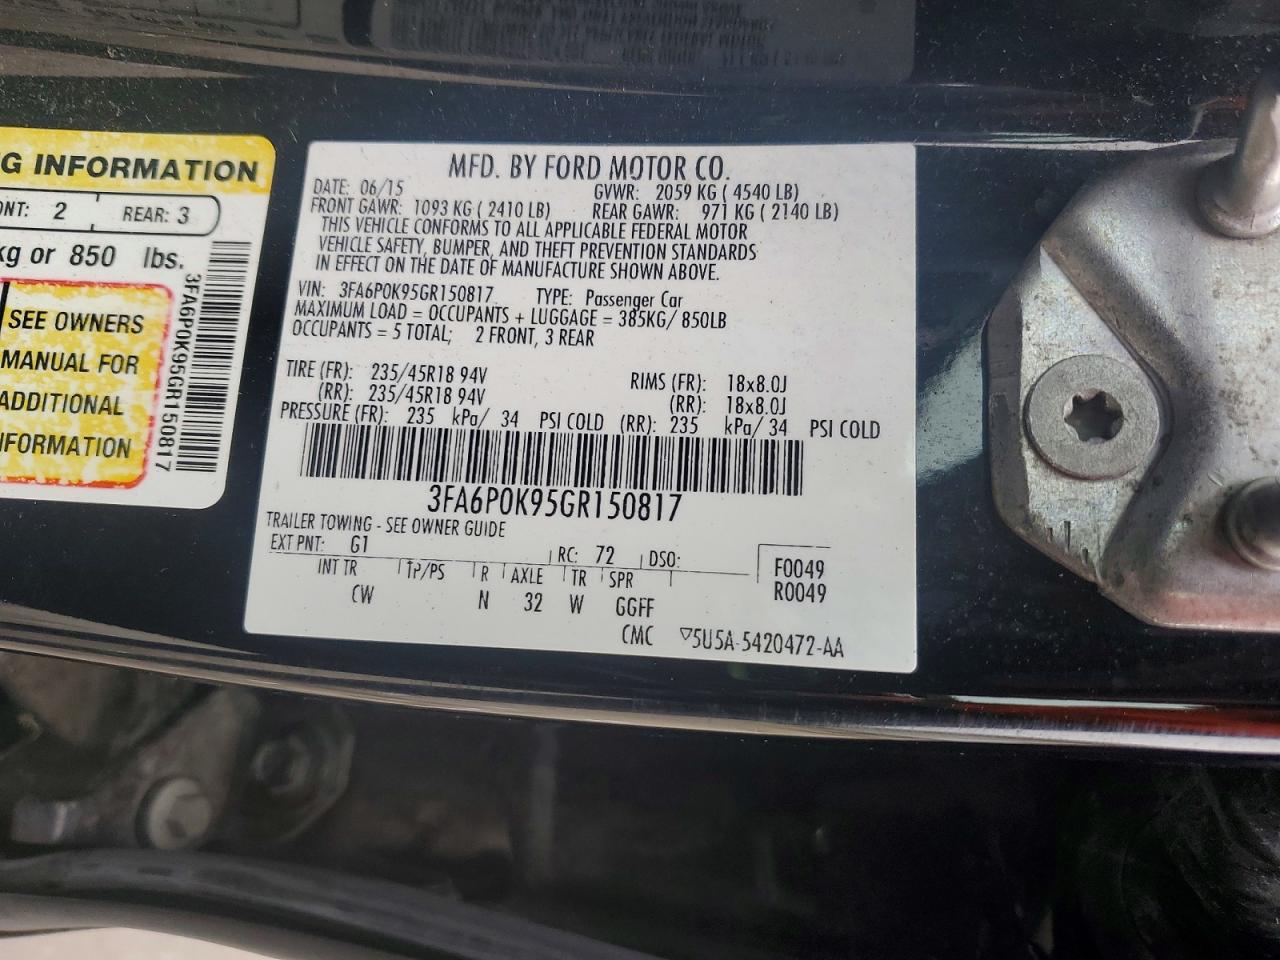 G INFORMATION
ONT: 2 REAR: 3
kg or 850 lbs.
SEE OWNERS
MANUAL FOR
ADDITIONAL
INFORMATION
3FA6P0K95GR150817
MFD. BY FORD MOTOR CO.
DATE: 06/15 GVWR: 2059 KG ( 4540 LB)
FRONT GAWR: 1093 KG ( 2410 LB) REAR GAWR: 971 KG ( 2140 LB)
THIS VEHICLE CONFORMS TO ALL APPLICABLE FEDERAL MOTOR
VEHICLE SAFETY, BUMPER, AND THEFT PREVENTION STANDARDS
IN EFFECT ON THE DATE OF MANUFACTURE SHOWN ABOVE.
VIN: 3FA6P0K95GR150817 TYPE: Passenger Car
MAXIMUM LOAD = OCCUPANTS + LUGGAGE = 385KG/ 850LB
OCCUPANTS = 5 TOTAL; 2 FRONT, 3 REAR
TIRE (FR): 235/45R18 94V RIMS (FR): 18x8.0J
(RR): 235/45R18 94V (RR): 18x8.0J
PRESSURE (FR): 235 kPa/ 34 PSI COLD (RR): 235 kPa/ 34 PSI COLD
3FA6P0K95GR150817
TRAILER TOWING - SEE OWNER GUIDE
EXT PNT: G1 RC: 72 DSO: F0049
INT TR TP/PS R AXLE TR SPR R0049
CW N 32 W GGFF
CMC ▽5U5A-5420472-AA